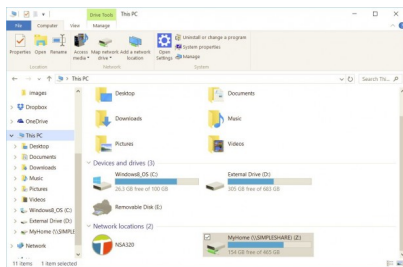 Drive Tools This PC
File Computer View Manage
Properties Open Rename Access media Map network drive Add a network location Open Settings Uninstall or change a program
System properties
Manage
Location Network System
This PC Search This...
images
Dropbox
OneDrive
This PC
Desktop
Documents
Downloads
Music
Pictures
Videos
Windows8_OS (C:)
External Drive (D:)
MyHome (\\SIMPLE
Network
Desktop Documents
Downloads Music
Pictures Videos
Devices and drives (3)
Windows8_OS (C:) External Drive (D:)
26.3 GB free of 100 GB 305 GB free of 683 GB
Removable Disk (E:)
Network locations (2)
NSA320 MyHome (\\SIMPLESHARE) (Z:)
154 GB free of 465 GB
11 items 1 item selected